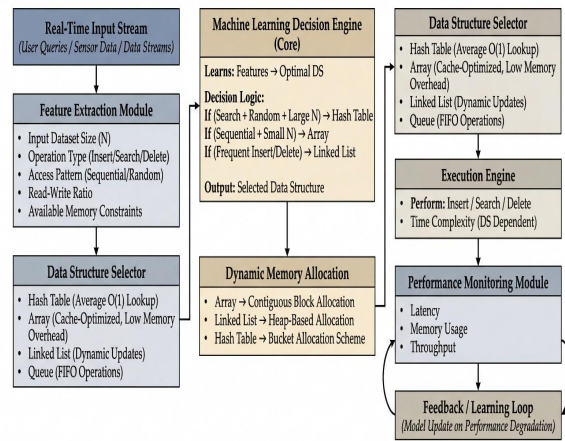 Real-Time Input Stream
(User Queries / Sensor Data / Data Streams)
Feature Extraction Module
• Input Dataset Size (N)
• Operation Type (Insert/Search/Delete)
• Access Pattern (Sequential/Random)
• Read-Write Ratio
• Available Memory Constraints
Data Structure Selector
• Hash Table (Average O(1) Lookup)
• Array (Cache-Optimized, Low Memory
Overhead)
• Linked List (Dynamic Updates)
• Queue (FIFO Operations)
Machine Learning Decision Engine
(Core)
Learns: Features → Optimal DS
Decision Logic:
If (Search + Random + Large N) → Hash Table
If (Sequential + Small N) → Array
If (Frequent Insert/Delete) → Linked List
Output: Selected Data Structure
Dynamic Memory Allocation
• Array → Contiguous Block Allocation
• Linked List → Heap-Based Allocation
• Hash Table → Bucket Allocation Scheme
Data Structure Selector
• Hash Table (Average O(1) Lookup)
• Array (Cache-Optimized, Low Memory
Overhead)
• Linked List (Dynamic Updates)
• Queue (FIFO Operations)
Execution Engine
• Perform: Insert / Search / Delete
• Time Complexity (DS Dependent)
Performance Monitoring Module
• Latency
• Memory Usage
• Throughput
Feedback / Learning Loop
(Model Update on Performance Degradation)